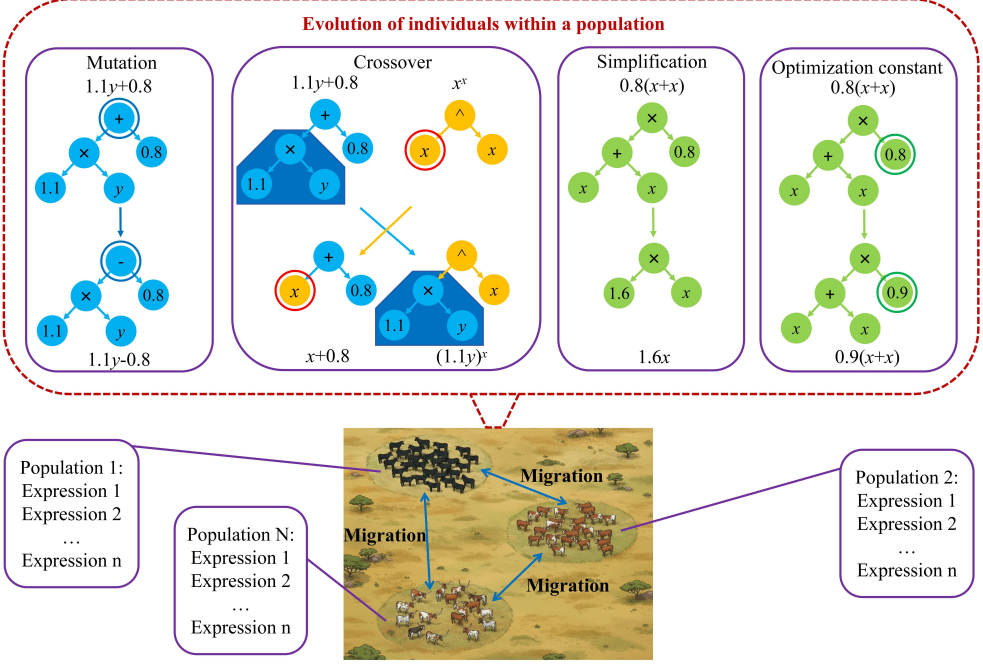 Evolution of individuals within a population
Mutation
1.1y+0.8
+
×
0.8
1.1
y
-
×
0.8
1.1
y
1.1y-0.8
Crossover
1.1y+0.8
x^x
+
×
0.8
1.1
y
^
x
x
+
x
0.8
^
×
x
1.1
y
x+0.8
(1.1y)^x
Simplification
0.8(x+x)
×
+
0.8
x
x
×
1.6
x
1.6x
Optimization constant
0.8(x+x)
×
+
0.8
x
x
×
+
0.9
x
x
0.9(x+x)
Population 1:
Expression 1
Expression 2
…
Expression n
Population N:
Expression 1
Expression 2
…
Expression n
Migration
Migration
Migration
Population 2:
Expression 1
Expression 2
…
Expression n